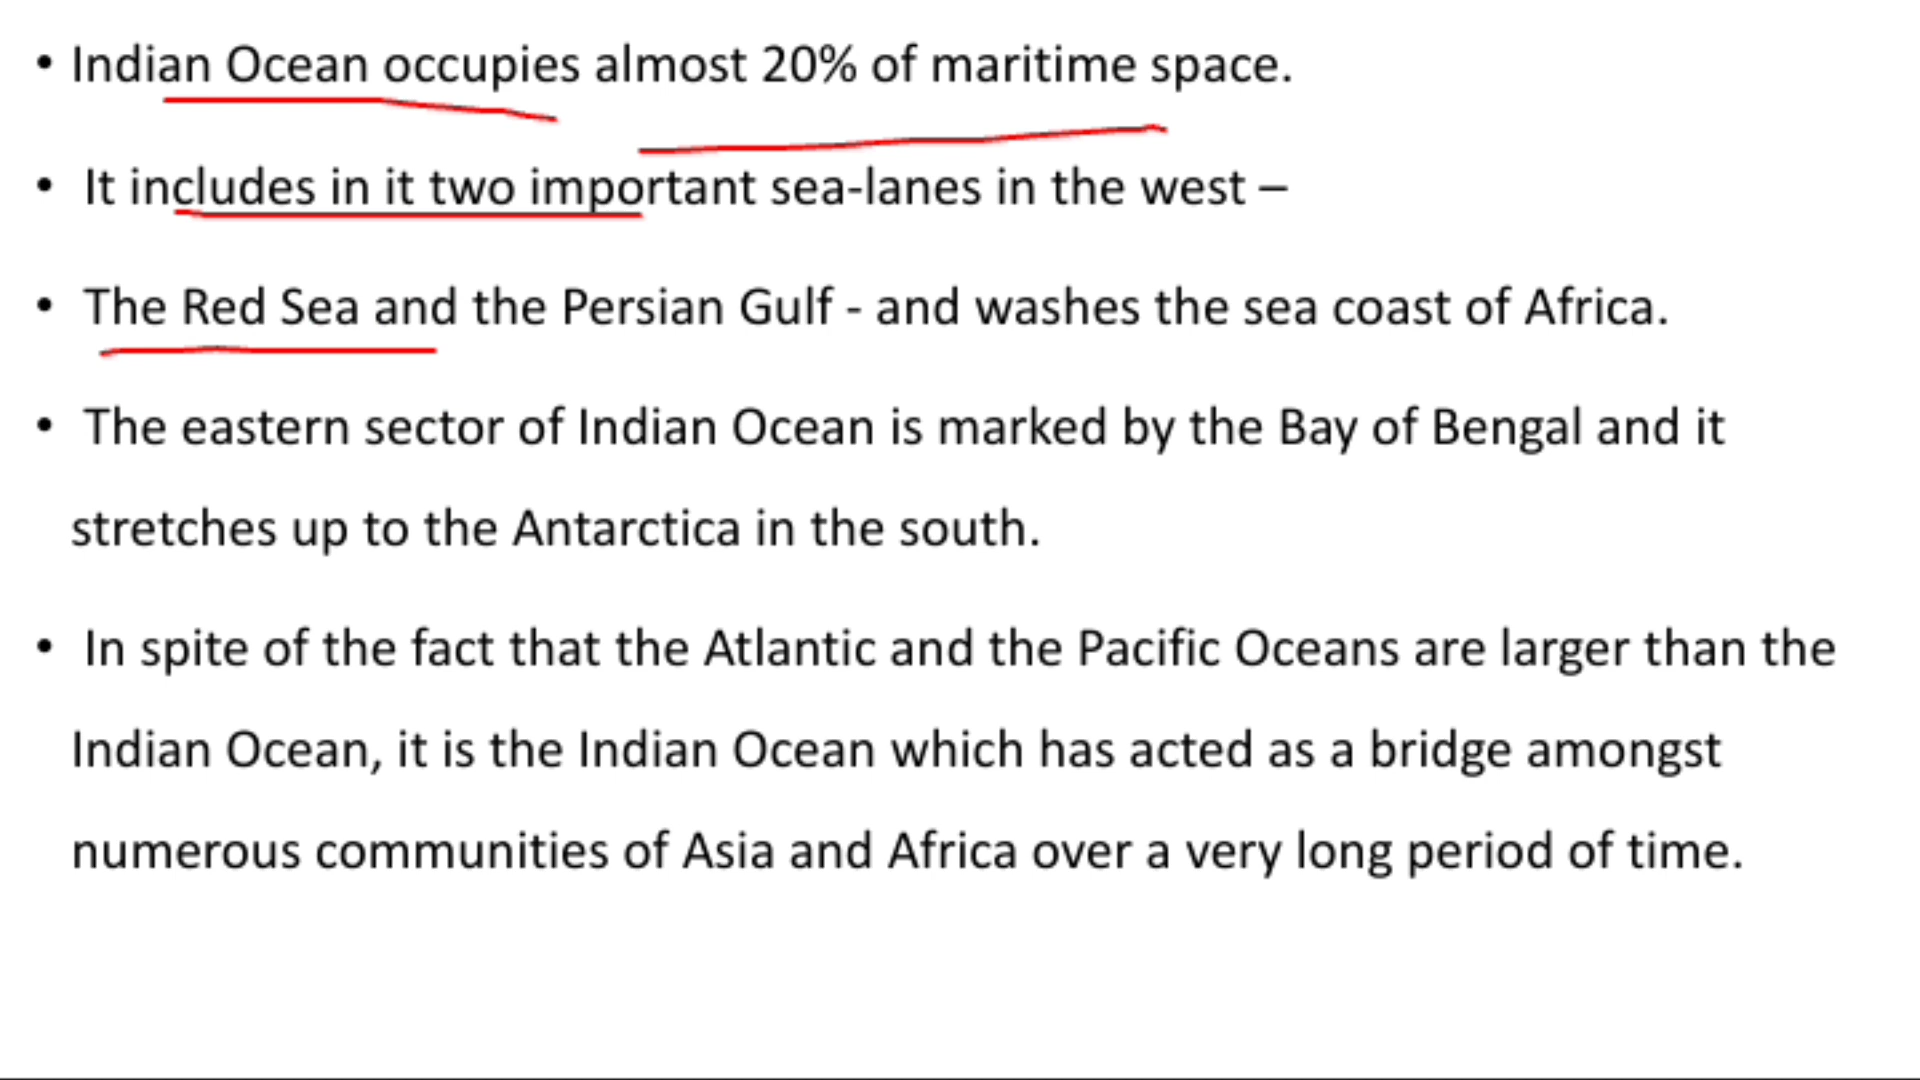 • Indian Ocean occupies almost 20% of maritime space.
• It includes in it two important sea-lanes in the west –
• The Red Sea and the Persian Gulf - and washes the sea coast of Africa.
• The eastern sector of Indian Ocean is marked by the Bay of Bengal and it
stretches up to the Antarctica in the south.
• In spite of the fact that the Atlantic and the Pacific Oceans are larger than the
Indian Ocean, it is the Indian Ocean which has acted as a bridge amongst
numerous communities of Asia and Africa over a very long period of time.